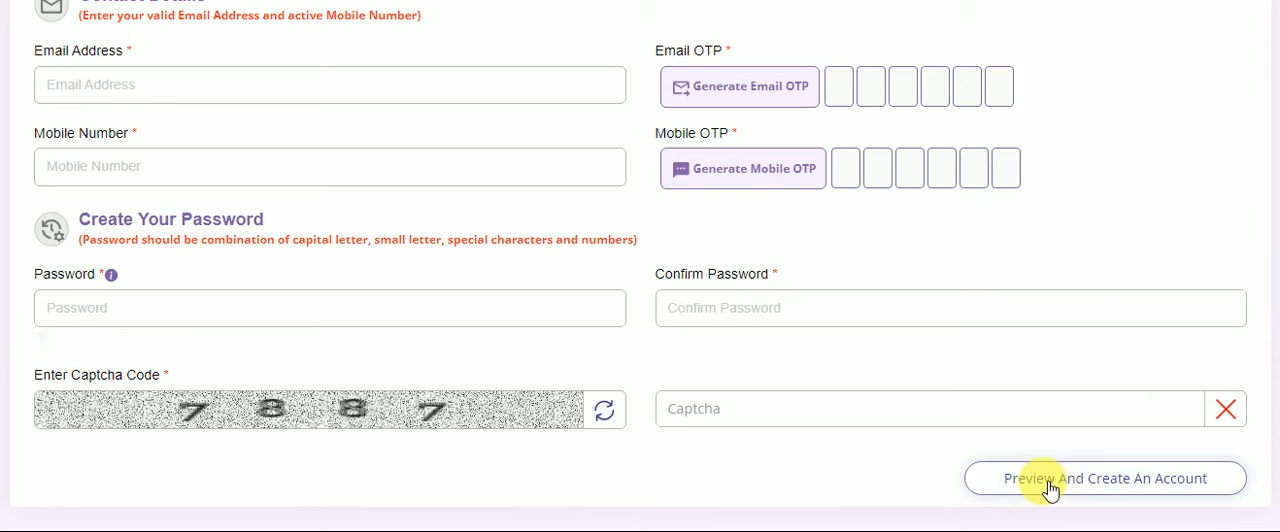 (Enter your valid Email Address and active Mobile Number)
Email Address *
Email OTP *
Email Address
Generate Email OTP
Mobile Number *
Mobile OTP *
Mobile Number
Generate Mobile OTP
Create Your Password
(Password should be combination of capital letter, small letter, special characters and numbers)
Password *
Confirm Password *
Password
Confirm Password
Enter Captcha Code *
7 8 8 7
Captcha
Preview And Create An Account